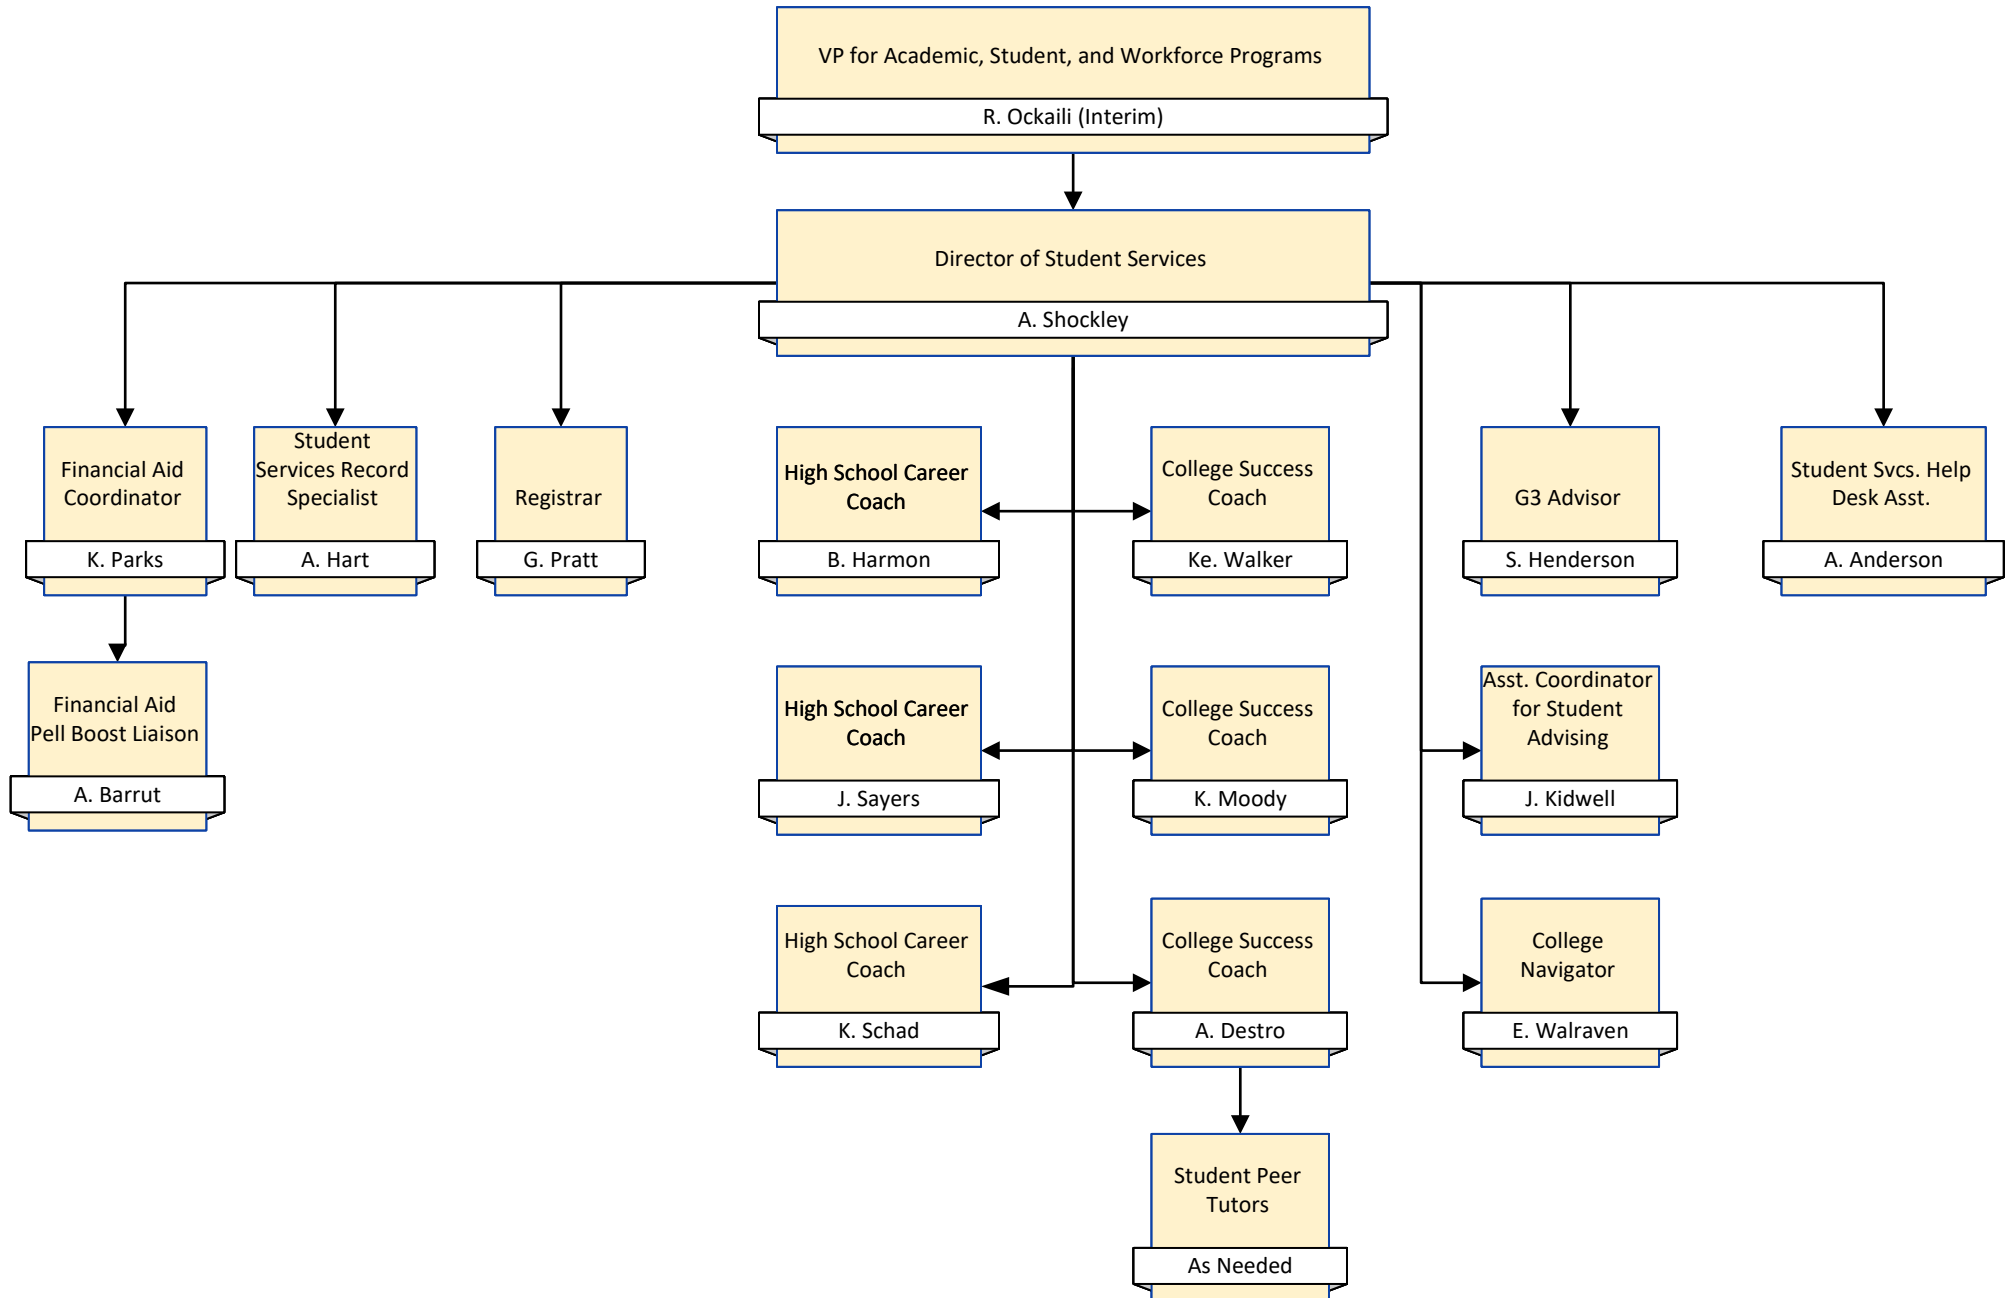 VP for Academic, Student, and Workforce Programs
R. Ockaili (Interim)
Director of Student Services
A. Shockley
Financial Aid
Coordinator
K. Parks
Student
Services Record
Specialist
A. Hart
Registrar
G. Pratt
High School Career
Coach
B. Harmon
College Success
Coach
Ke. Walker
G3 Advisor
S. Henderson
Student Svcs. Help
Desk Asst.
A. Anderson
Financial Aid
Pell Boost Liaison
A. Barrut
High School Career
Coach
J. Sayers
College Success
Coach
K. Moody
Asst. Coordinator
for Student
Advising
J. Kidwell
High School Career
Coach
K. Schad
College Success
Coach
A. Destro
College
Navigator
E. Walraven
Student Peer
Tutors
As Needed